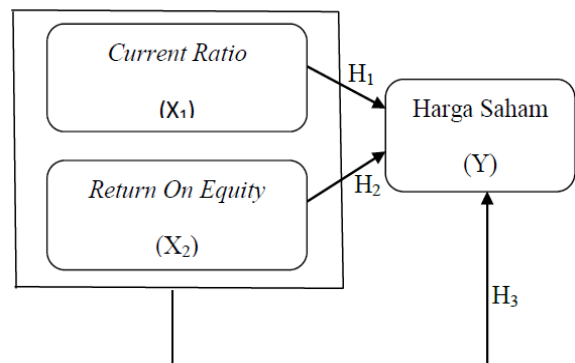 Current Ratio
(X₁)
H₁
Harga Saham
(Y)
Return On Equity
(X₂)
H₂
H₃